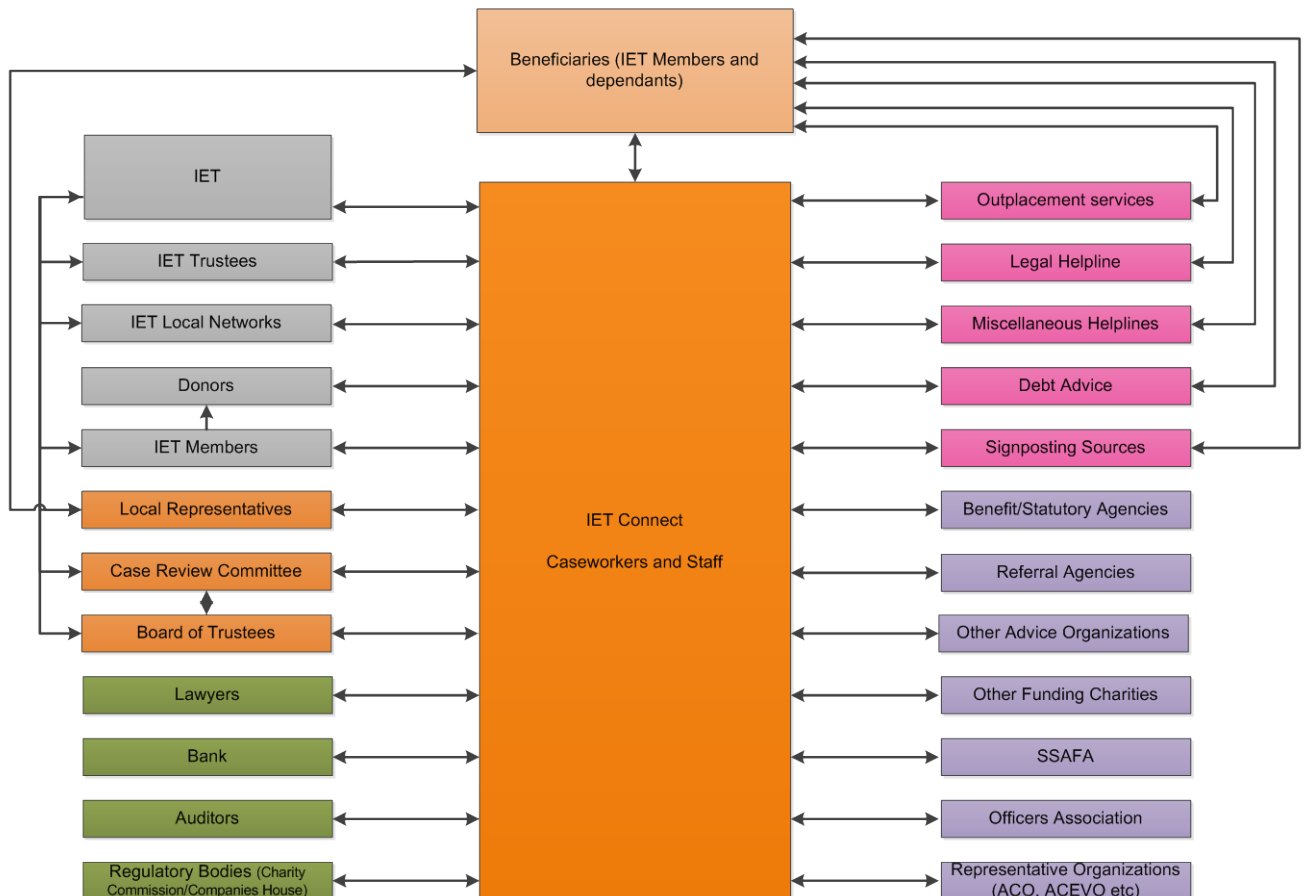 Beneficiaries (IET Members and
dependants)
IET
IET Trustees
IET Local Networks
Donors
IET Members
Local Representatives
Case Review Committee
Board of Trustees
Lawyers
Bank
Auditors
Regulatory Bodies (Charity
Commission/Companies House)
IET Connect
Caseworkers and Staff
Outplacement services
Legal Helpline
Miscellaneous Helplines
Debt Advice
Signposting Sources
Benefit/Statutory Agencies
Referral Agencies
Other Advice Organizations
Other Funding Charities
SSAFA
Officers Association
Representative Organizations
(ACO, ACEVO etc)